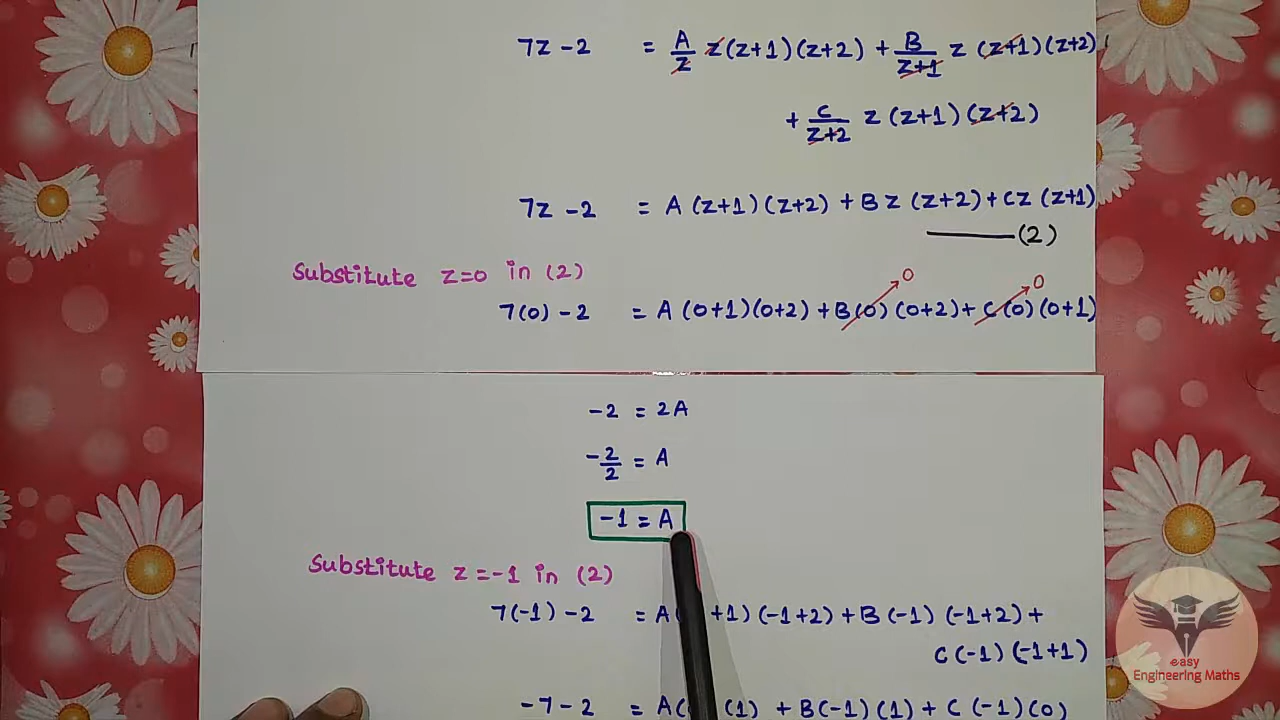 7z - 2 = A/z z(z+1)(z+2) + B/z+1 z (z+1)(z+2)
+ C/z+2 z (z+1)(z+2)
7z - 2 = A (z+1)(z+2) + B z (z+2) + Cz (z+1)
(2)
Substitute z=0 in (2)
0 0
7(0) - 2 = A (0+1)(0+2) + B(0) (0+2) + C (0)(0+1)
-2 = 2A
-2/2 = A
-1 = A
Substitute z = -1 in (2)
7(-1) - 2 = A( +1) (-1+2) + B (-1) (-1+2) +
C (-1) (-1+1)
-7 - 2 = A( (1) + B(-1) (1) + C (-1) (0)
easy
Engineering Maths